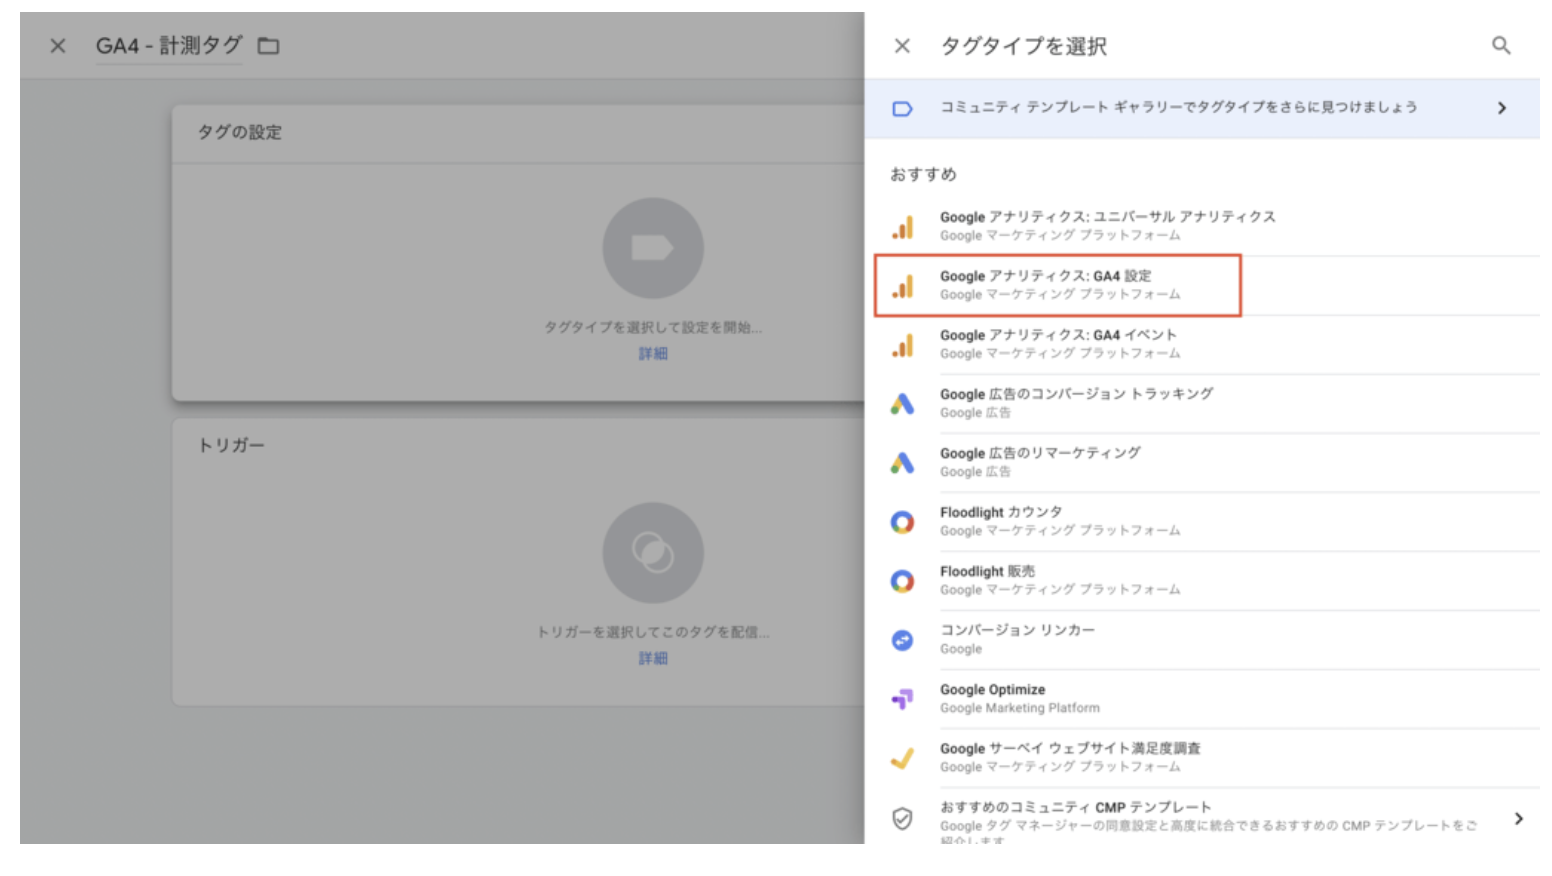 GA4 - 計測タグ
タグの設定
タグタイプを選択して設定を開始...
詳細
トリガー
トリガーを選択してこのタグを配信...
詳細
タグタイプを選択
コミュニティ テンプレート ギャラリーでタグタイプをさらに見つけましょう
おすすめ
Google アナリティクス: ユニバーサル アナリティクス
Google マーケティング プラットフォーム
Google アナリティクス: GA4 設定
Google マーケティング プラットフォーム
Google アナリティクス: GA4 イベント
Google マーケティング プラットフォーム
Google 広告のコンバージョン トラッキング
Google 広告
Google 広告のリマーケティング
Google 広告
Floodlight カウンタ
Google マーケティング プラットフォーム
Floodlight 販売
Google マーケティング プラットフォーム
コンバージョン リンカー
Google
Google Optimize
Google Marketing Platform
Google サーベイ ウェブサイト満足度調査
Google マーケティング プラットフォーム
おすすめのコミュニティ CMP テンプレート
Google タグ マネージャーの同意設定と高度に統合できるおすすめの CMP テンプレートをご
紹介します